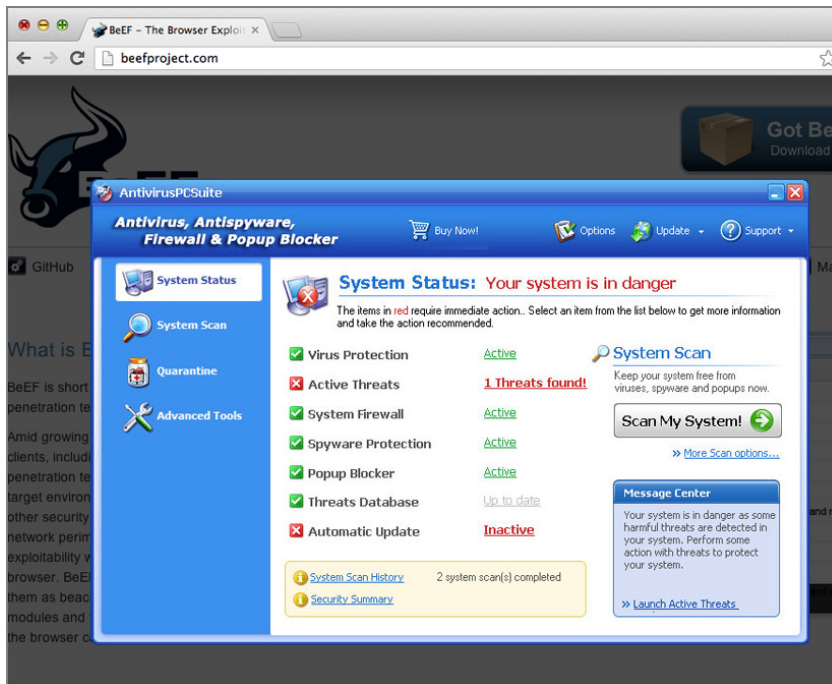 BeEF - The Browser Exploit
beefproject.com
Got Be
Download
AntivirusPCSuite
Antivirus, Antispyware,
Firewall & Popup Blocker
Buy Now!
Options
Update
Support
GitHub
Ma
System Status
System Scan
Quarantine
Advanced Tools
System Status: Your system is in danger
The items in red require immediate action.. Select an item from the list below to get more information
and take the action recommended.
Virus Protection Active
Active Threats 1 Threats found!
System Firewall Active
Spyware Protection Active
Popup Blocker Active
Threats Database Up to date
Automatic Update Inactive
System Scan
Keep your system free from
viruses, spyware and popups now.
Scan My System!
» More Scan options...
Message Center
Your system is in danger as some
harmful threats are detected in
your system. Perform some
action with threats to protect
your system.
» Launch Active Threats
System Scan History 2 system scan(s) completed
Security Summary
What is B
BeEF is short
penetration te
Amid growing
clients, includi
penetration te
target environ
other security
network perim
exploitability w
browser. BeE
them as beac
modules and
the browser c
and r